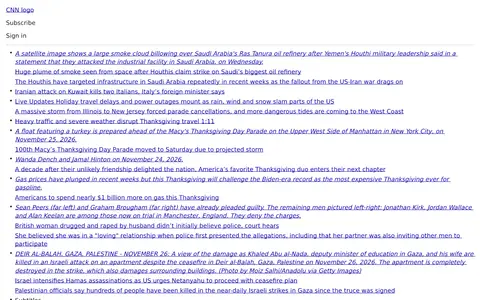 CNN logo
Subscribe
Sign in
A satellite image shows a large smoke cloud billowing over Saudi Arabia's Ras Tanura oil refinery after Yemen's Houthi military leadership said in a
statement that they attacked the industrial facility in Saudi Arabia, on Wednesday.
Huge plume of smoke seen from space after Houthis claim strike on Saudi's biggest oil refinery
The Houthis have targeted infrastructure in Saudi Arabia repeatedly in recent weeks as the fallout from the US-Iran war drags on
Iranian attack on Kuwait kills two Italians, Italy's foreign minister says
Live Updates Holiday travel delays and power outages mount as rain, wind and snow slam parts of the US
A massive storm from Illinois to New Jersey forced parade cancellations, and more dangerous tides are coming to the West Coast
Heavy traffic and severe weather disrupt Thanksgiving travel 1:11
A float featuring a turkey is prepared ahead of the Macy's Thanksgiving Day Parade on the Upper West Side of Manhattan in New York City, on
November 25, 2026.
100th Macy's Thanksgiving Day Parade moved to Saturday due to projected storm
Wanda Dench and Jamal Hinton on November 24, 2026.
A decade after their unlikely friendship delighted the nation, America's favorite Thanksgiving duo enters their next chapter
Gas prices have plunged in recent weeks but this Thanksgiving will challenge the Biden-era record as the most expensive Thanksgiving ever for
gasoline.
Americans to spend nearly $1 billion more on gas this Thanksgiving
Sean Peers (far left) and Graham Brougham (far right) have already pleaded guilty. The remaining men pictured left-right: Jonathan Kirk, Jordan Wallace
and Alan Keelan are among those now on trial in Manchester, England. They deny the charges.
British woman drugged and raped by husband didn't initially believe police, court hears
She believed she was in a "loving" relationship when police first presented the allegations, including that her partner was also inviting other men to
participate
DEIR AL-BALAH, GAZA, PALESTINE - NOVEMBER 26: A view of the damage as Khaled Abu al-Nada, deputy minister of education in Gaza, and his wife are
killed in an Israeli attack on an apartment despite the ceasefire in Deir al-Balah, Gaza, Palestine on November 26, 2026. The apartment is completely
destroyed in the strike, which also damages surrounding buildings. (Photo by Moiz Salhi/Anadolu via Getty Images)
Israel intensifies Hamas assassinations as US urges Netanyahu to proceed with ceasefire plan
Palestinian officials say hundreds of people have been killed in the near-daily Israeli strikes in Gaza since the truce was signed